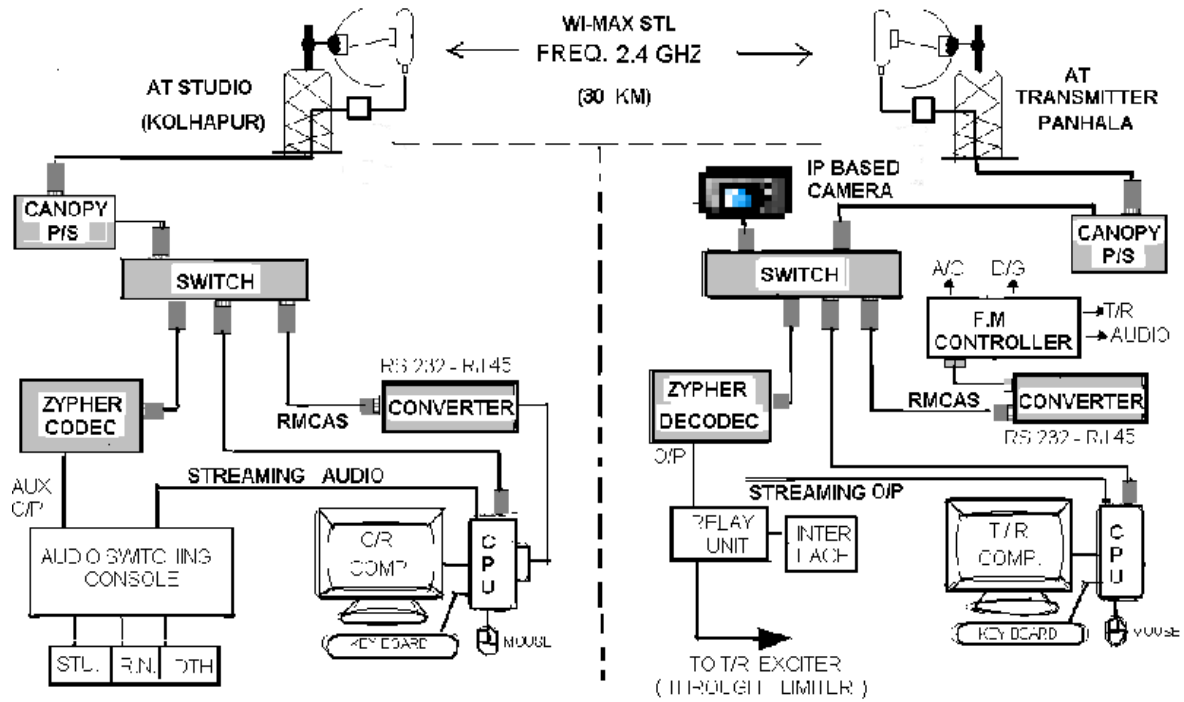 WI-MAX STL
FREQ. 2.4 GHZ
(30 KM)
AT STUDIO
(KOLHAPUR)
AT
TRANSMITTER
PANHALA
CANOPY
P/S
SWITCH
ZYPHER
CODEC
RS 232 - RJ45
CONVERTER
RMCAS
AUX
O/P
STREAMING AUDIO
AUDIO SWITCHING
CONSOLE
STU.
R.N.
DTH
C/R
COMP
CPU
KEY BOARD
MOUSE
IP BASED
CAMERA
CANOPY
P/S
SWITCH
A/C
D/G
F.M
CONTROLLER
T/R
AUDIO
ZYPHER
DECODEC
O/P
RMCAS
CONVERTER
RS 232 - RJ45
STREAMING O/P
RELAY
UNIT
INTER
FACE
T/R
COMP.
CPU
KEY BOARD
MOUSE
TO T/R EXCITER
( THROUGH LIMITER )